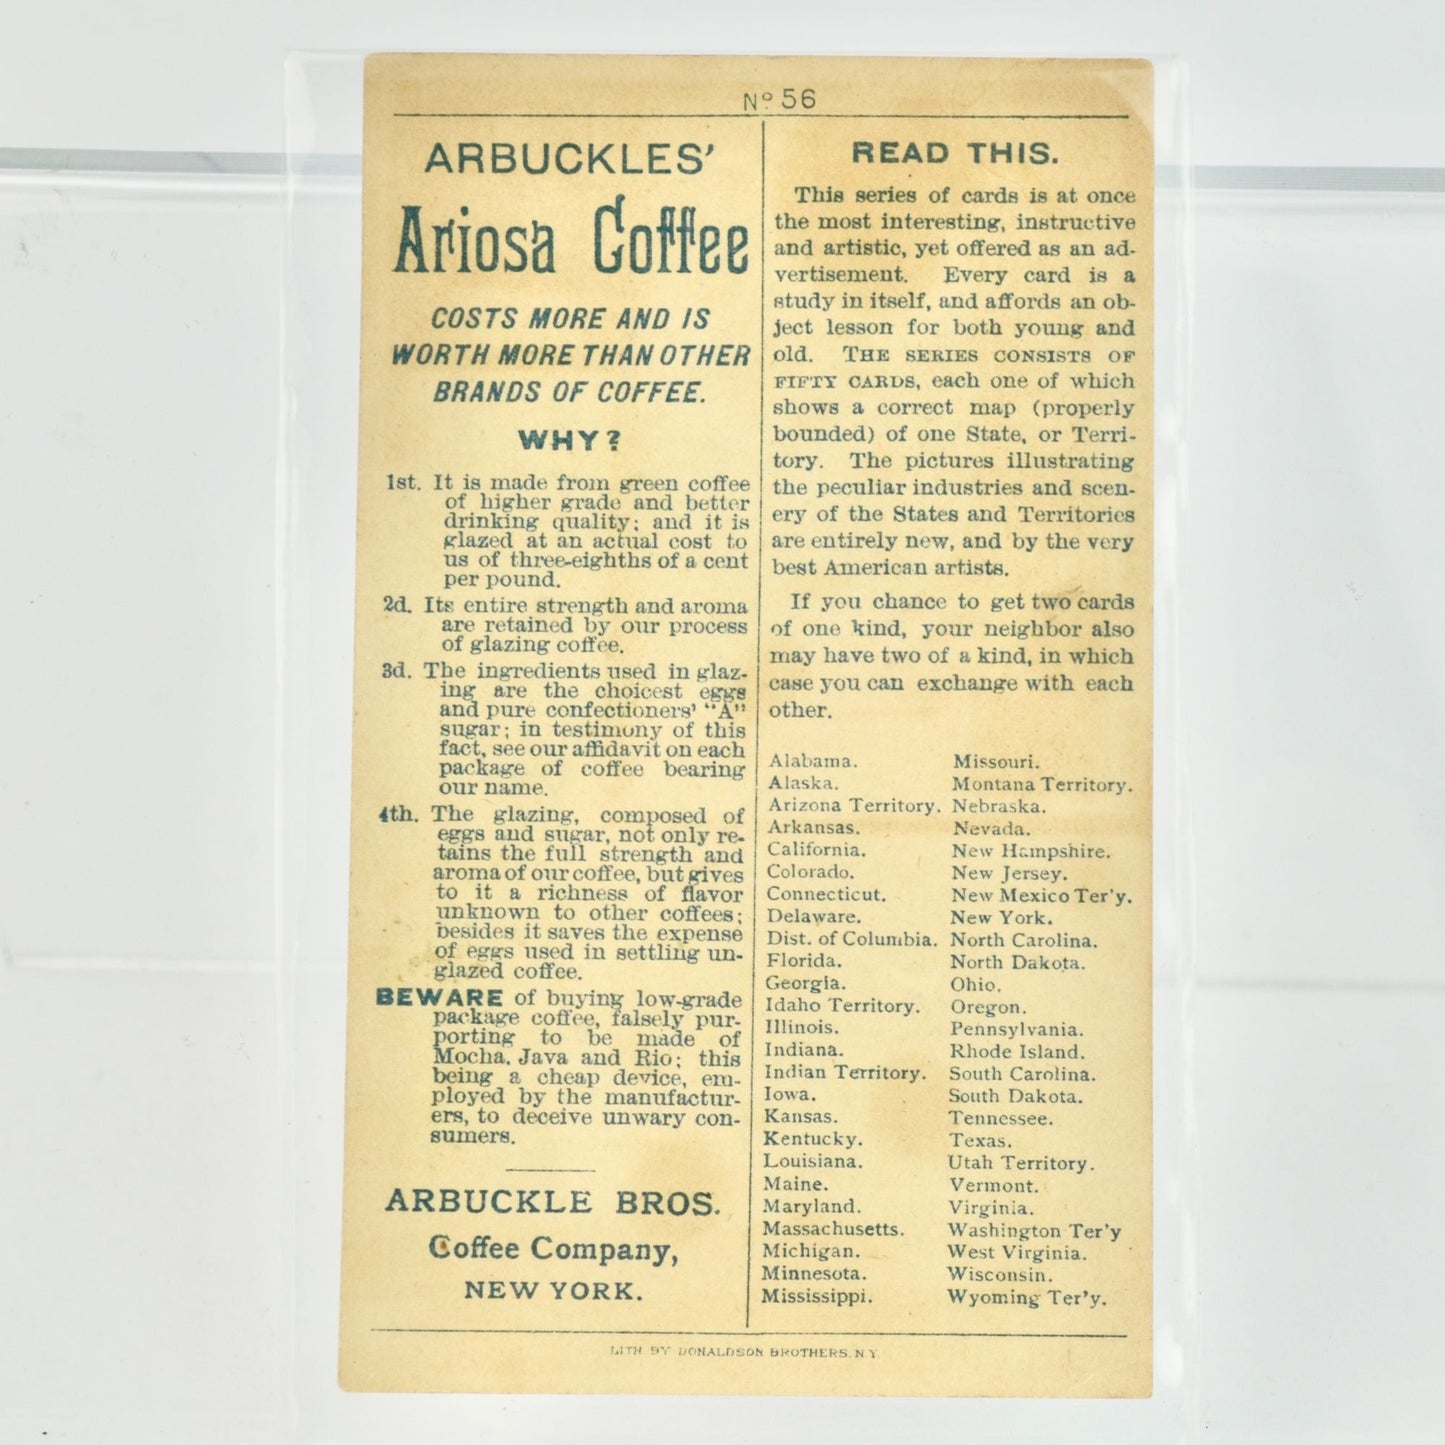 No. 56
ARBUCKLES'
Ariosa Coffee
COSTS MORE AND IS
WORTH MORE THAN OTHER
BRANDS OF COFFEE.
WHY?
1st. It is made from green coffee
of higher grade and better
drinking quality; and it is
glazed at an actual cost to
us of three-eighths of a cent
per pound.
2d. Its entire strength and aroma
are retained by our process
of glazing coffee.
3d. The ingredients used in glaz-
ing are the choicest eggs
and pure confectioners' "A"
sugar; in testimony of this
fact, see our affidavit on each
package of coffee bearing
our name.
4th. The glazing, composed of
eggs and sugar, not only re-
tains the full strength and
aroma of our coffee, but gives
to it a richness of flavor
unknown to other coffees;
besides it saves the expense
of eggs used in settling un-
glazed coffee.
BEWARE of buying low-grade
package coffee, falsely pur-
porting to be made of
Mocha, Java and Rio; this
being a cheap device, em-
ployed by the manufactur-
ers, to deceive unwary con-
sumers.
ARBUCKLE BROS.
Coffee Company,
NEW YORK.
READ THIS.
This series of cards is at once
the most interesting, instructive
and artistic, yet offered as an ad-
vertisement. Every card is a
study in itself, and affords an ob-
ject lesson for both young and
old. THE SERIES CONSISTS OF
FIFTY CARDS, each one of which
shows a correct map (properly
bounded) of one State, or Terri-
tory. The pictures illustrating
the peculiar industries and scen-
ery of the States and Territories
are entirely new, and by the very
best American artists.
If you chance to get two cards
of one kind, your neighbor also
may have two of a kind, in which
case you can exchange with each
other.
Alabama.
Alaska.
Arizona Territory.
Arkansas.
California.
Colorado.
Connecticut.
Delaware.
Dist. of Columbia.
Florida.
Georgia.
Idaho Territory.
Illinois.
Indiana.
Indian Territory.
Iowa.
Kansas.
Kentucky.
Louisiana.
Maine.
Maryland.
Massachusetts.
Michigan.
Minnesota.
Mississippi.
Missouri.
Montana Territory.
Nebraska.
Nevada.
New Hampshire.
New Jersey.
New Mexico Ter'y.
New York.
North Carolina.
North Dakota.
Ohio.
Oregon.
Pennsylvania.
Rhode Island.
South Carolina.
South Dakota.
Tennessee.
Texas.
Utah Territory.
Vermont.
Virginia.
Washington Ter'y
West Virginia.
Wisconsin.
Wyoming Ter'y.
LITH BY DONALDSON BROTHERS. N.Y.